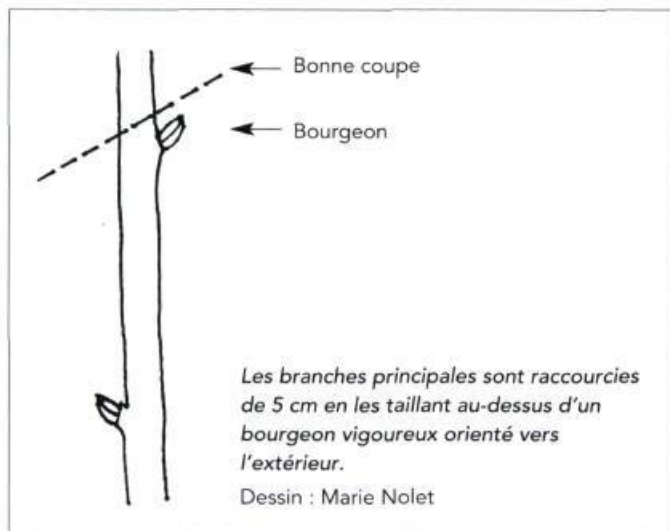 Bonne coupe
Bourgeon
Les branches principales sont raccourcies
de 5 cm en les taillant au-dessus d'un
bourgeon vigoureux orienté vers
l'extérieur.
Dessin : Marie Nolet